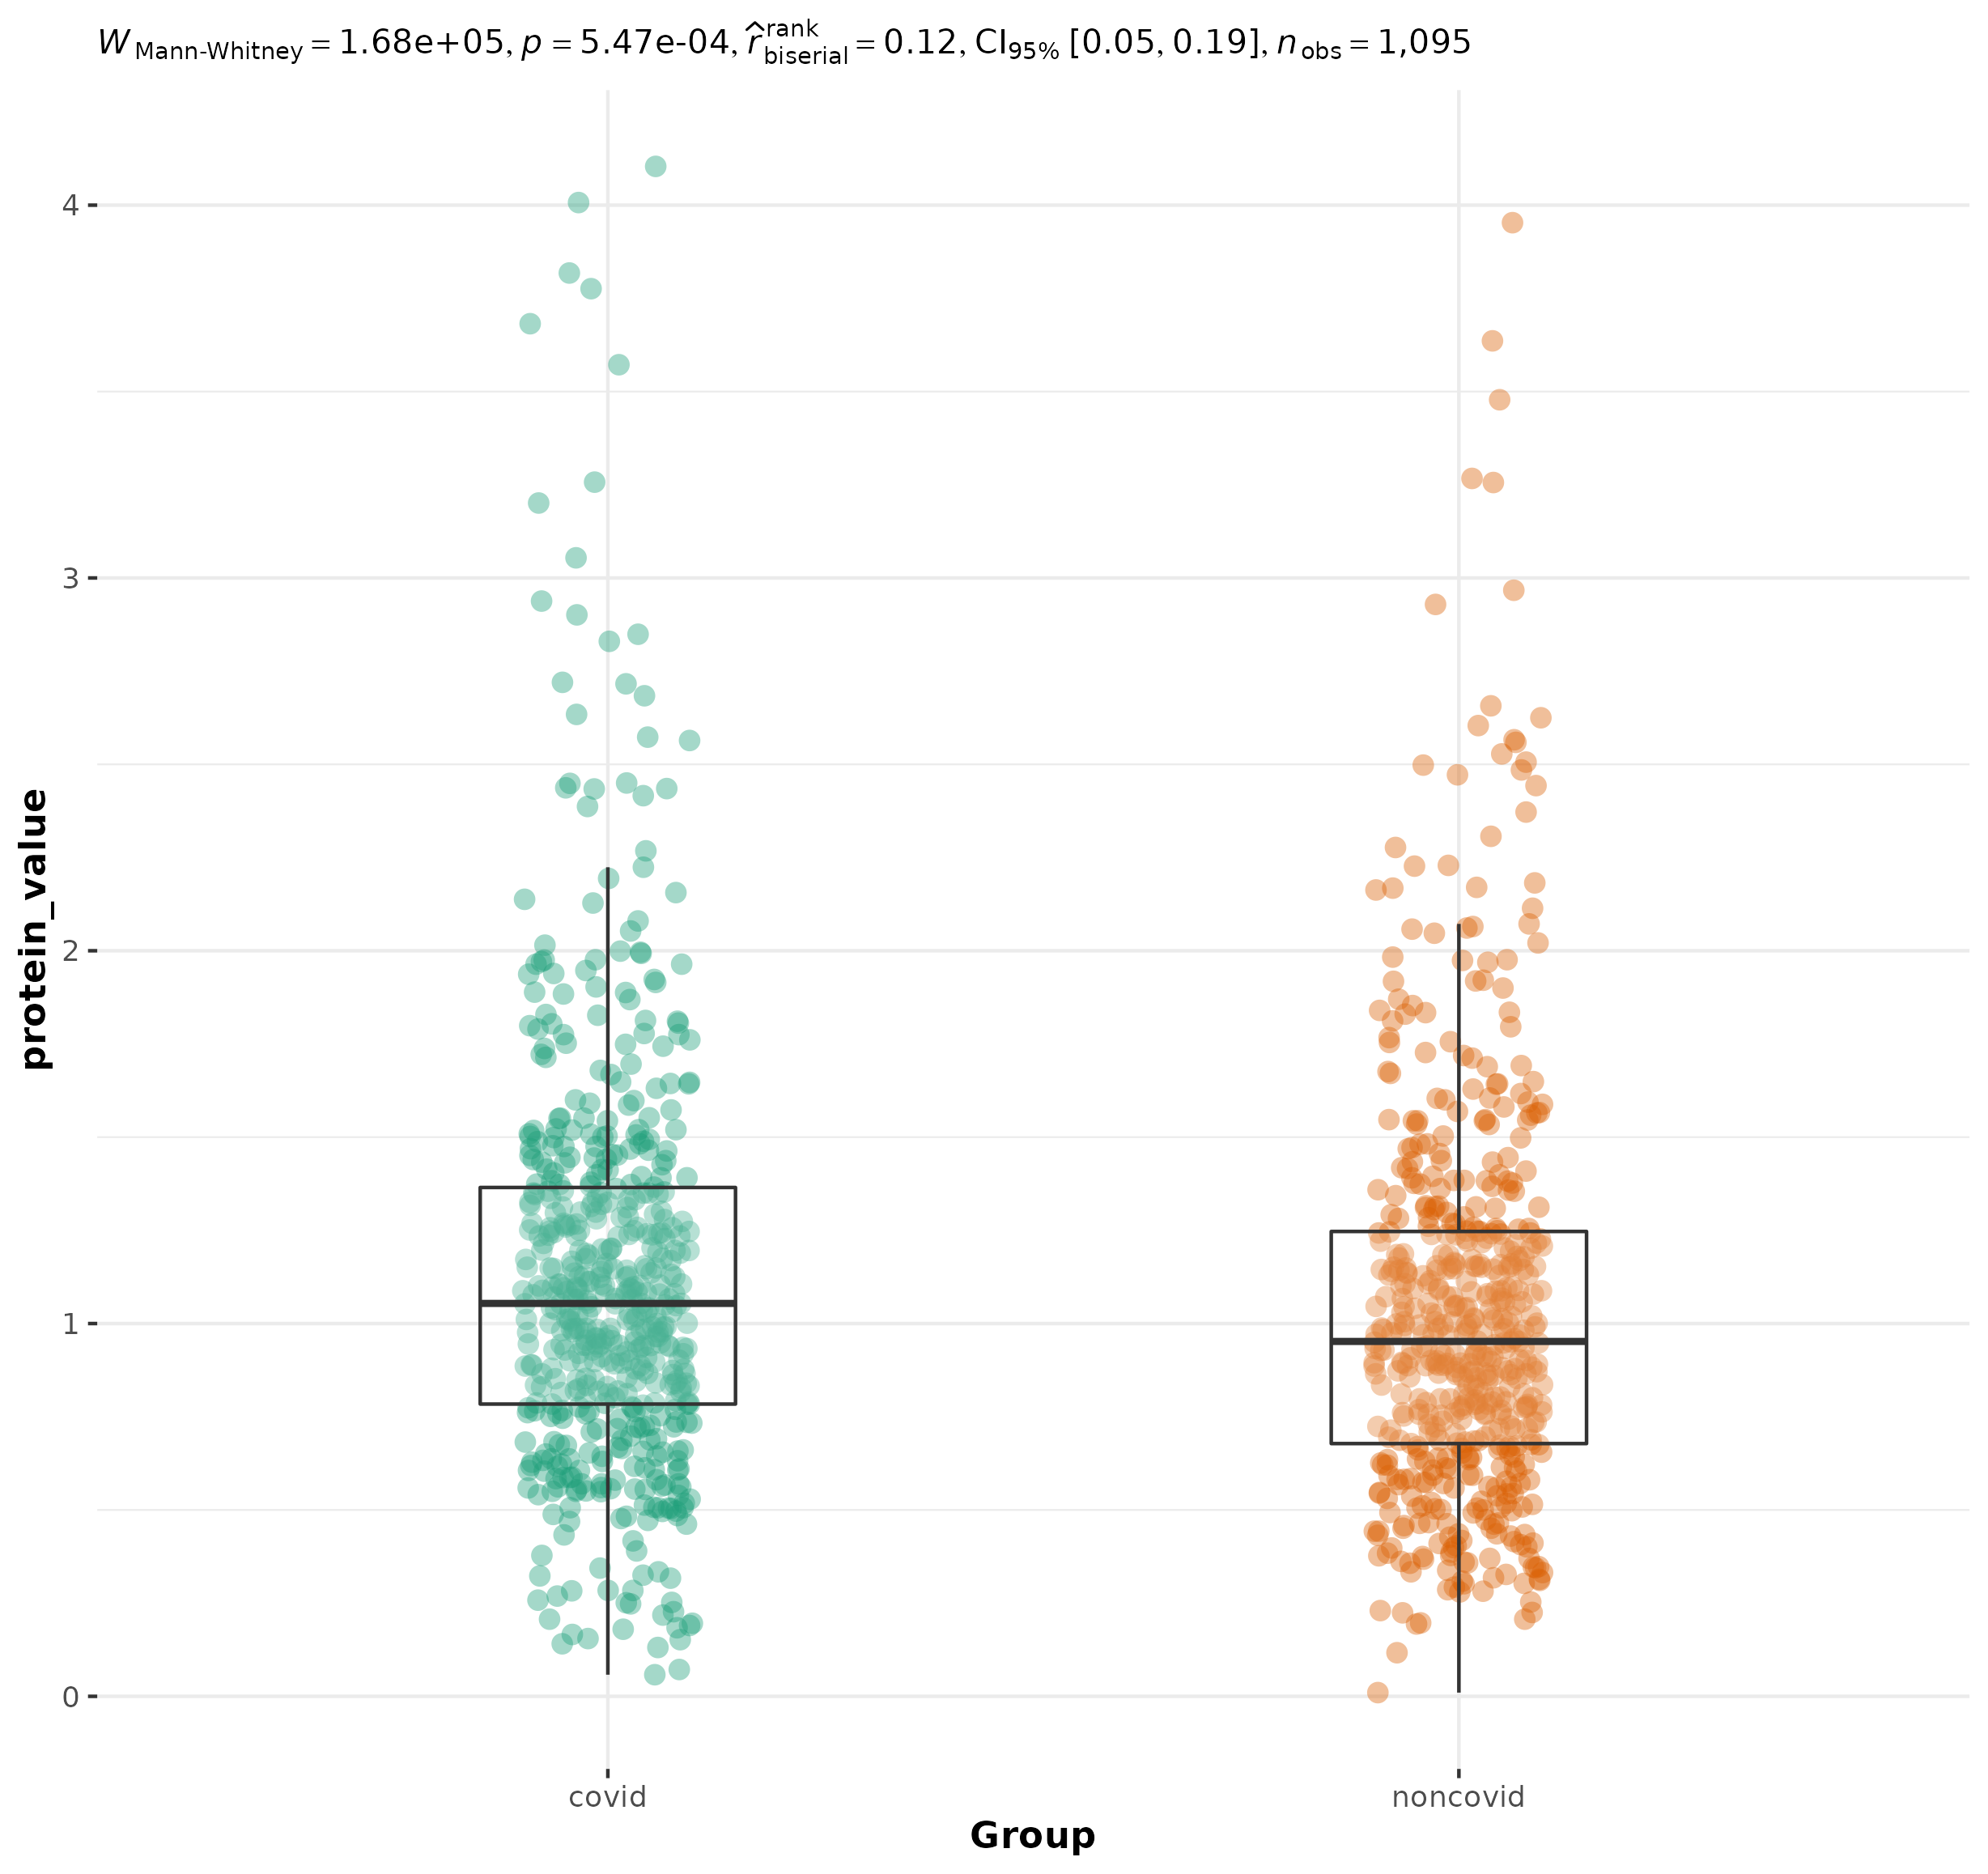 W Mann-Whitney = 1.68e+05, p = 5.47e-04, r̂ rank biserial = 0.12, CI95% [0.05, 0.19], n obs = 1,095
4
3
2
1
0
protein_value
covid noncovid
Group